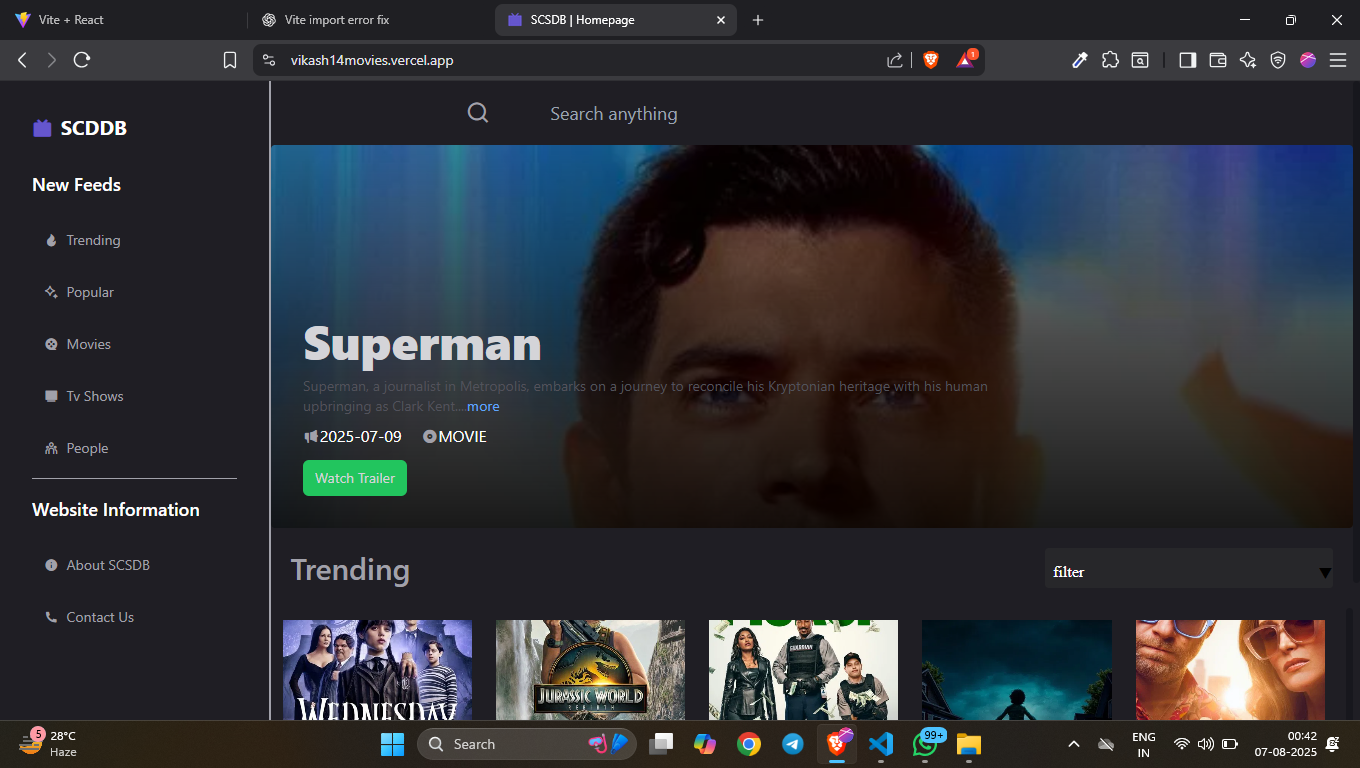 Vite + React
Vite import error fix
SCSDB | Homepage
vikash14movies.vercel.app
1
SCDDB
New Feeds
Trending
Popular
Movies
Tv Shows
People
Website Information
About SCSDB
Contact Us
Search anything
Superman
Superman, a journalist in Metropolis, embarks on a journey to reconcile his Kryptonian heritage with his human
upbringing as Clark Kent....more
2025-07-09 MOVIE
Watch Trailer
Trending
filter
WEDNESDAY
JURASSIC WORLD
REBIRTH
GUARDIAN
5
28°C
Haze
Search
99+
ENG
IN
00:42
07-08-2025